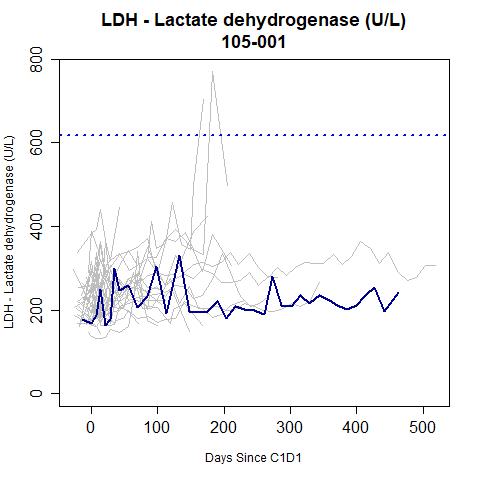 LDH - Lactate dehydrogenase (U/L)
105-001
LDH - Lactate dehydrogenase (U/L)
800
600
400
200
0
0 100 200 300 400 500
Days Since C1D1